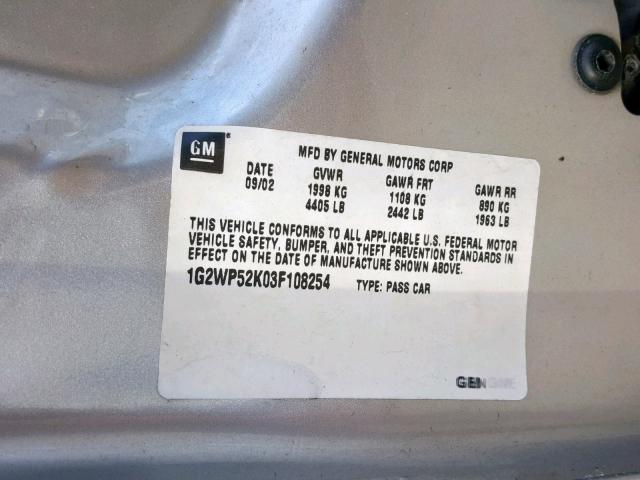 GM
MFD BY GENERAL MOTORS CORP
DATE GVWR GAWR FRT GAWR RR
09/02 1998 KG 1108 KG 890 KG
4405 LB 2442 LB 1963 LB
THIS VEHICLE CONFORMS TO ALL APPLICABLE U.S. FEDERAL MOTOR
VEHICLE SAFETY, BUMPER, AND THEFT PREVENTION STANDARDS IN
EFFECT ON THE DATE OF MANUFACTURE SHOWN ABOVE.
1G2WP52K03F108254 TYPE: PASS CAR